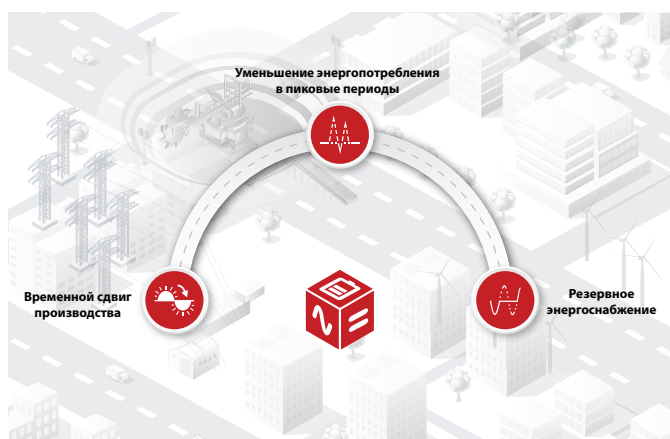 Уменьшение энергопотребления
в пиковые периоды
Временной сдвиг
производства
Резервное
энергоснабжение